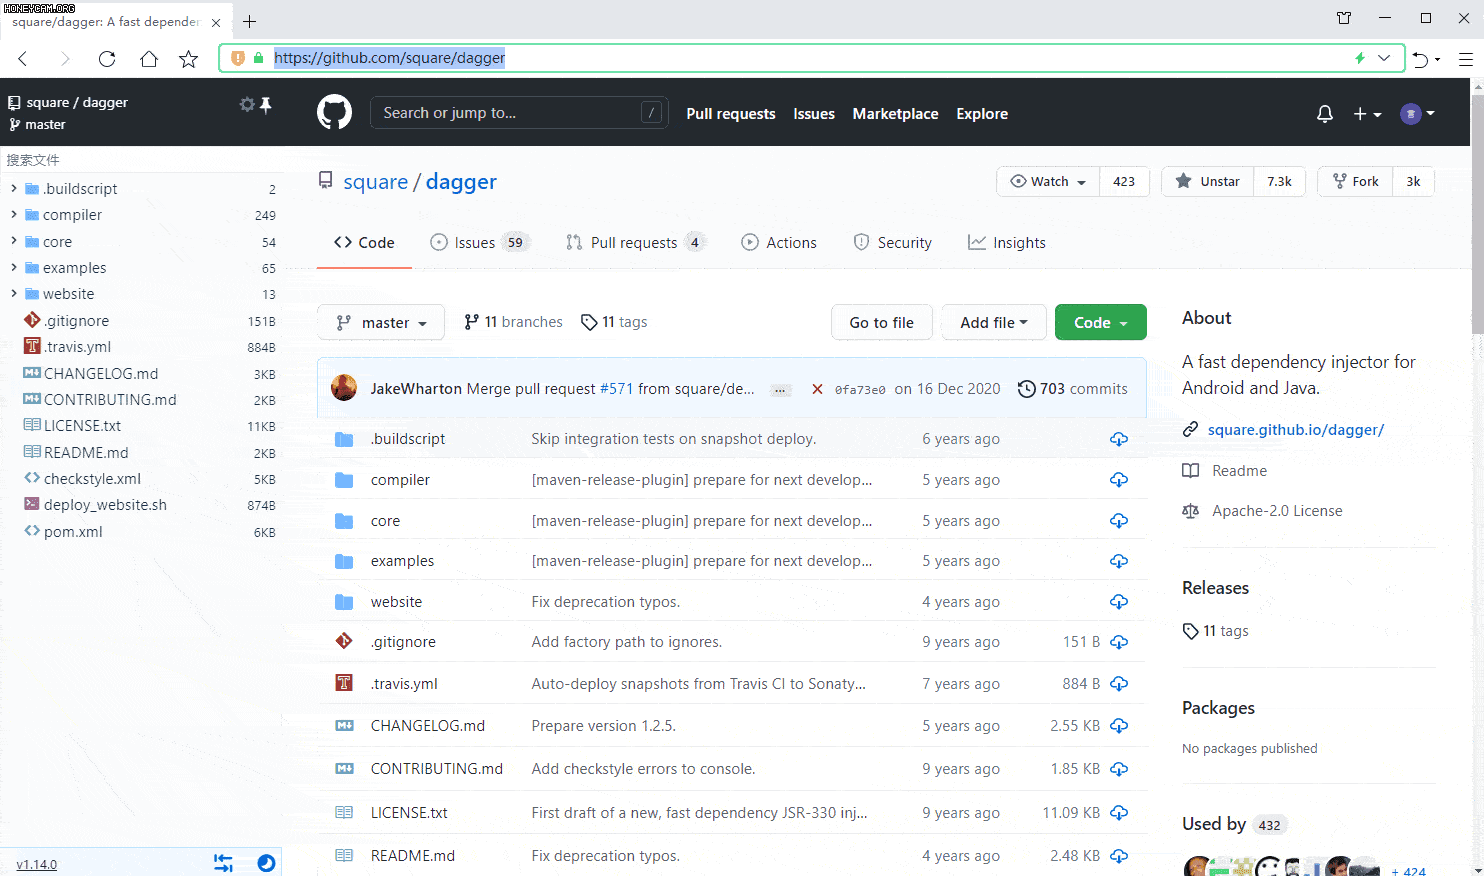 HONEYCAM.ORG
square/dagger: A fast depender
https://github.com/square/dagger
square / dagger
master
搜索文件
.buildscript 2
compiler 249
core 54
examples 65
website 13
.gitignore 151B
.travis.yml 884B
CHANGELOG.md 3KB
CONTRIBUTING.md 2KB
LICENSE.txt 11KB
README.md 2KB
checkstyle.xml 5KB
deploy_website.sh 874B
pom.xml 6KB
v1.14.0
Search or jump to... /
Pull requests Issues Marketplace Explore
square / dagger
Watch 423 Unstar 7.3k Fork 3k
Code Issues 59 Pull requests 4 Actions Security Insights
master 11 branches 11 tags Go to file Add file Code
JakeWharton Merge pull request #571 from square/de... ... 0fa73e0 on 16 Dec 2020 703 commits
.buildscript Skip integration tests on snapshot deploy. 6 years ago
compiler [maven-release-plugin] prepare for next develop... 5 years ago
core [maven-release-plugin] prepare for next develop... 5 years ago
examples [maven-release-plugin] prepare for next develop... 5 years ago
website Fix deprecation typos. 4 years ago
.gitignore Add factory path to ignores. 9 years ago 151 B
.travis.yml Auto-deploy snapshots from Travis CI to Sonaty... 7 years ago 884 B
CHANGELOG.md Prepare version 1.2.5. 5 years ago 2.55 KB
CONTRIBUTING.md Add checkstyle errors to console. 9 years ago 1.85 KB
LICENSE.txt First draft of a new, fast dependency JSR-330 inj... 9 years ago 11.09 KB
README.md Fix deprecation typos. 4 years ago 2.48 KB
About
A fast dependency injector for
Android and Java.
square.github.io/dagger/
Readme
Apache-2.0 License
Releases
11 tags
Packages
No packages published
Used by 432
+ 424